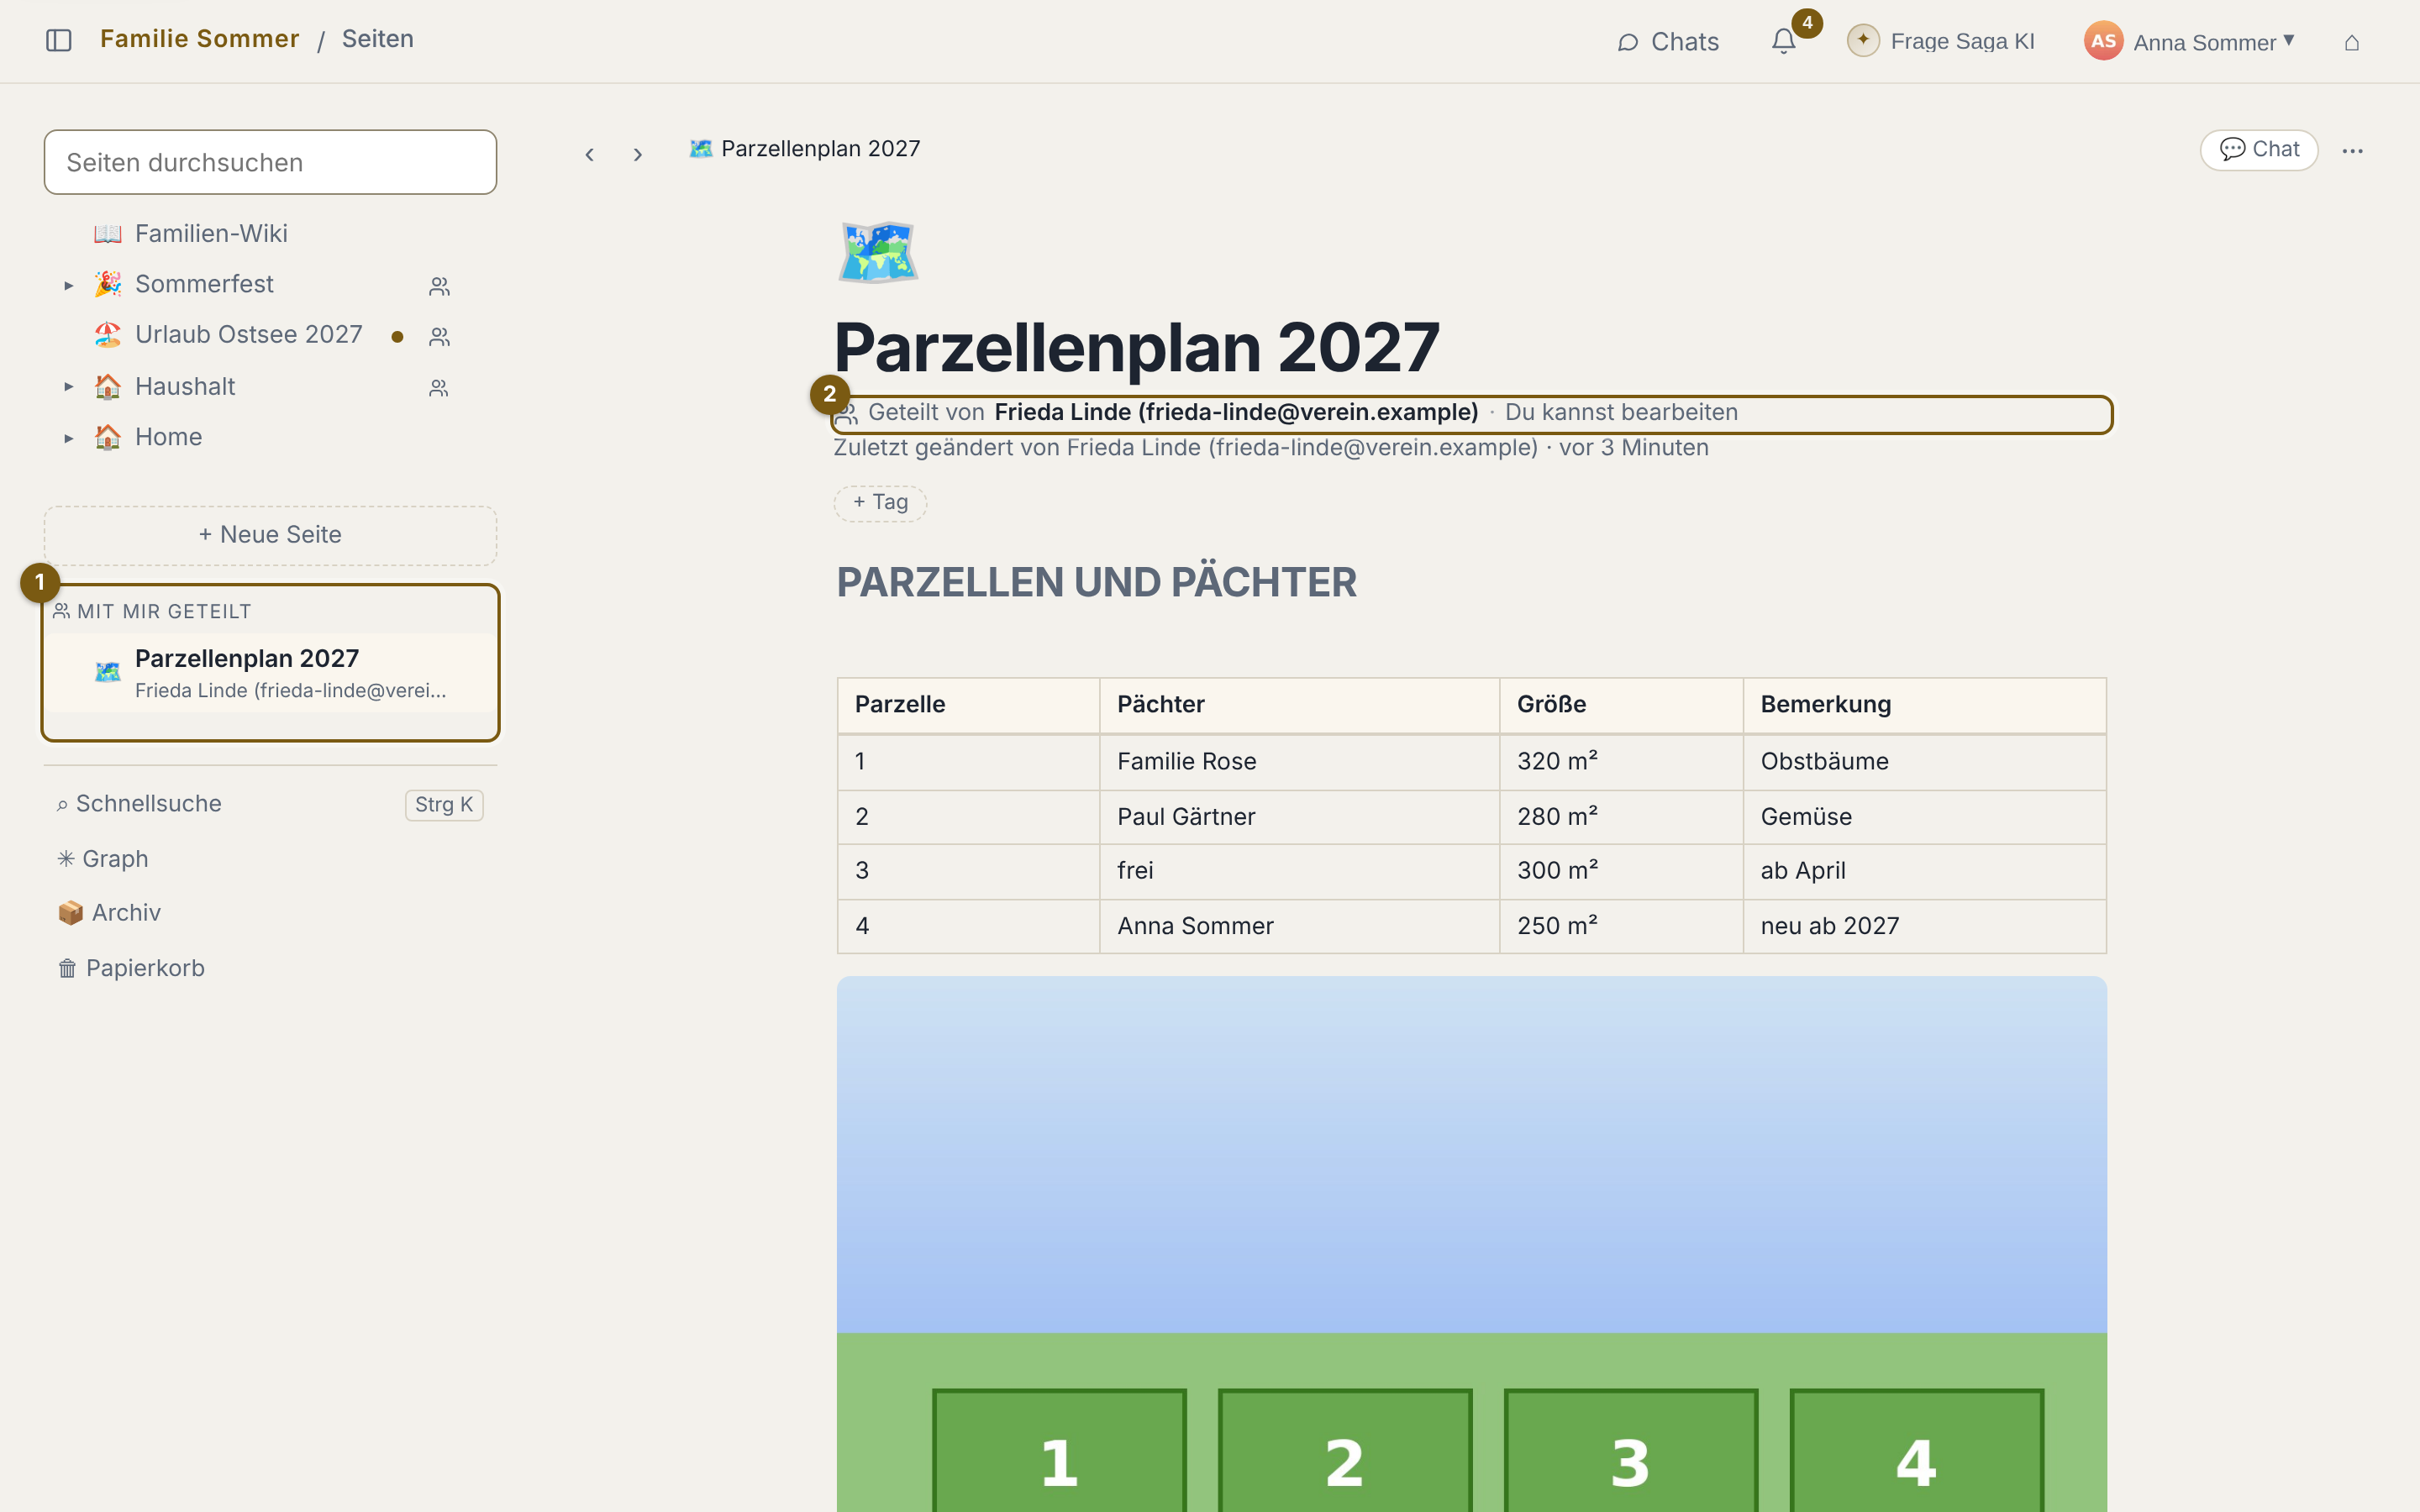 Familie Sommer / Seiten
Chats
4
Frage Saga KI
AS Anna Sommer
Seiten durchsuchen
Familien-Wiki
Sommerfest
Urlaub Ostsee 2027
Haushalt
Home
+ Neue Seite
1
MIT MIR GETEILT
Parzellenplan 2027
Frieda Linde (frieda-linde@verei...
Schnellsuche Strg K
Graph
Archiv
Papierkorb
Parzellenplan 2027
Chat
Parzellenplan 2027
2
Geteilt von Frieda Linde (frieda-linde@verein.example) · Du kannst bearbeiten
Zuletzt geändert von Frieda Linde (frieda-linde@verein.example) · vor 3 Minuten
+ Tag
PARZELLEN UND PÄCHTER
Parzelle Pächter Größe Bemerkung
1 Familie Rose 320 m² Obstbäume
2 Paul Gärtner 280 m² Gemüse
3 frei 300 m² ab April
4 Anna Sommer 250 m² neu ab 2027
1 2 3 4